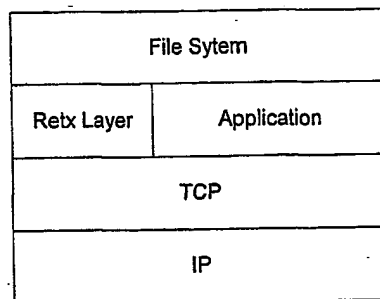 File Sytem
Retx Layer
Application
TCP
IP